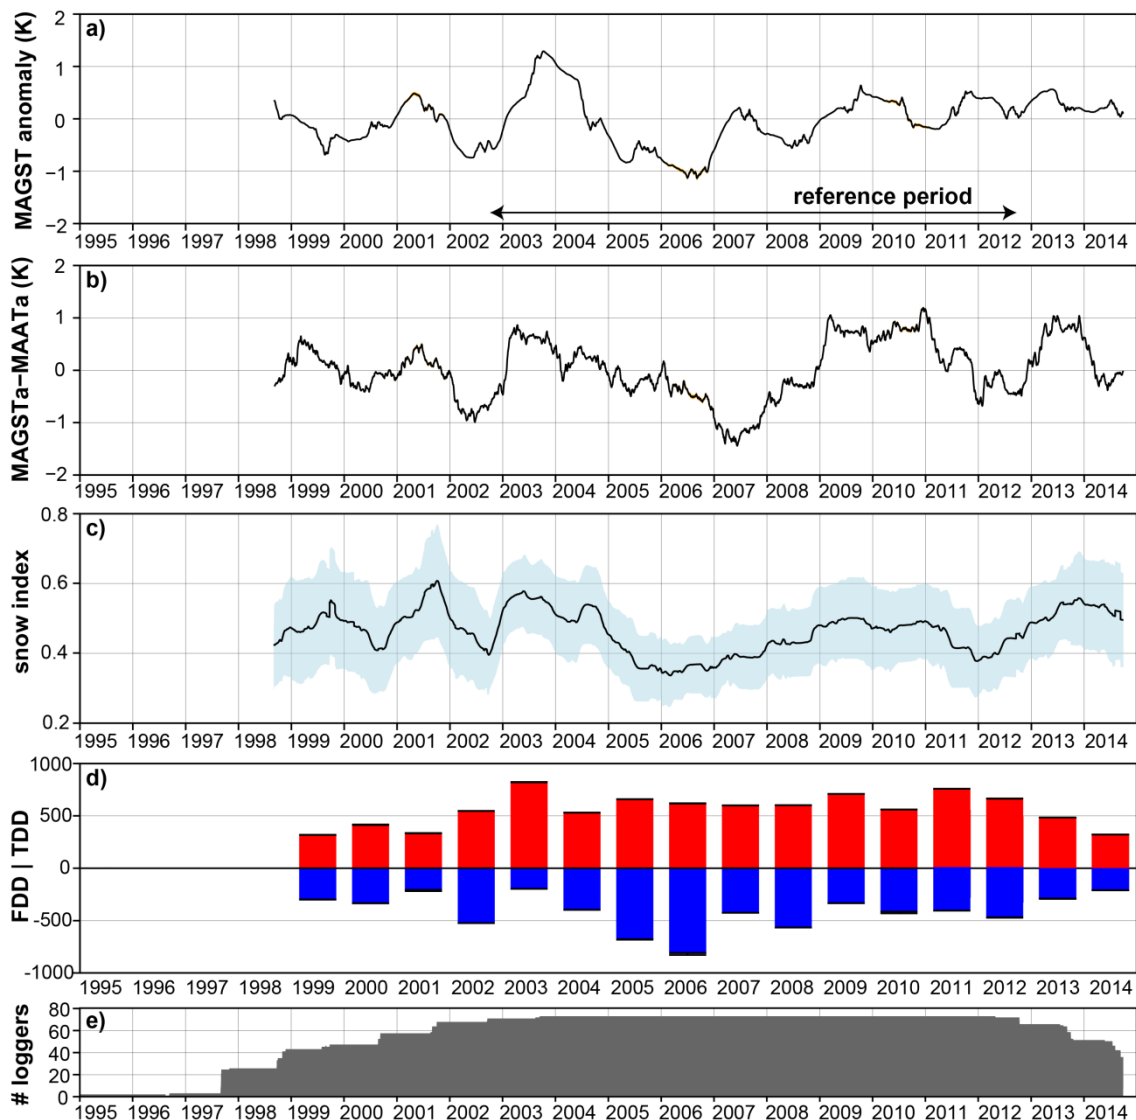 MAGST anomaly (K)
2
1
0
−1
−2
a)
reference period
1995 1996 1997 1998 1999 2000 2001 2002 2003 2004 2005 2006 2007 2008 2009 2010 2011 2012 2013 2014
MAGSTa−MAATa (K)
2
1
0
−1
−2
b)
1995 1996 1997 1998 1999 2000 2001 2002 2003 2004 2005 2006 2007 2008 2009 2010 2011 2012 2013 2014
snow index
0.8
0.6
0.4
0.2
c)
1995 1996 1997 1998 1999 2000 2001 2002 2003 2004 2005 2006 2007 2008 2009 2010 2011 2012 2013 2014
FDD | TDD
1000
500
0
-500
-1000
d)
1995 1996 1997 1998 1999 2000 2001 2002 2003 2004 2005 2006 2007 2008 2009 2010 2011 2012 2013 2014
# loggers
80
60
40
20
0
e)
1995 1996 1997 1998 1999 2000 2001 2002 2003 2004 2005 2006 2007 2008 2009 2010 2011 2012 2013 2014